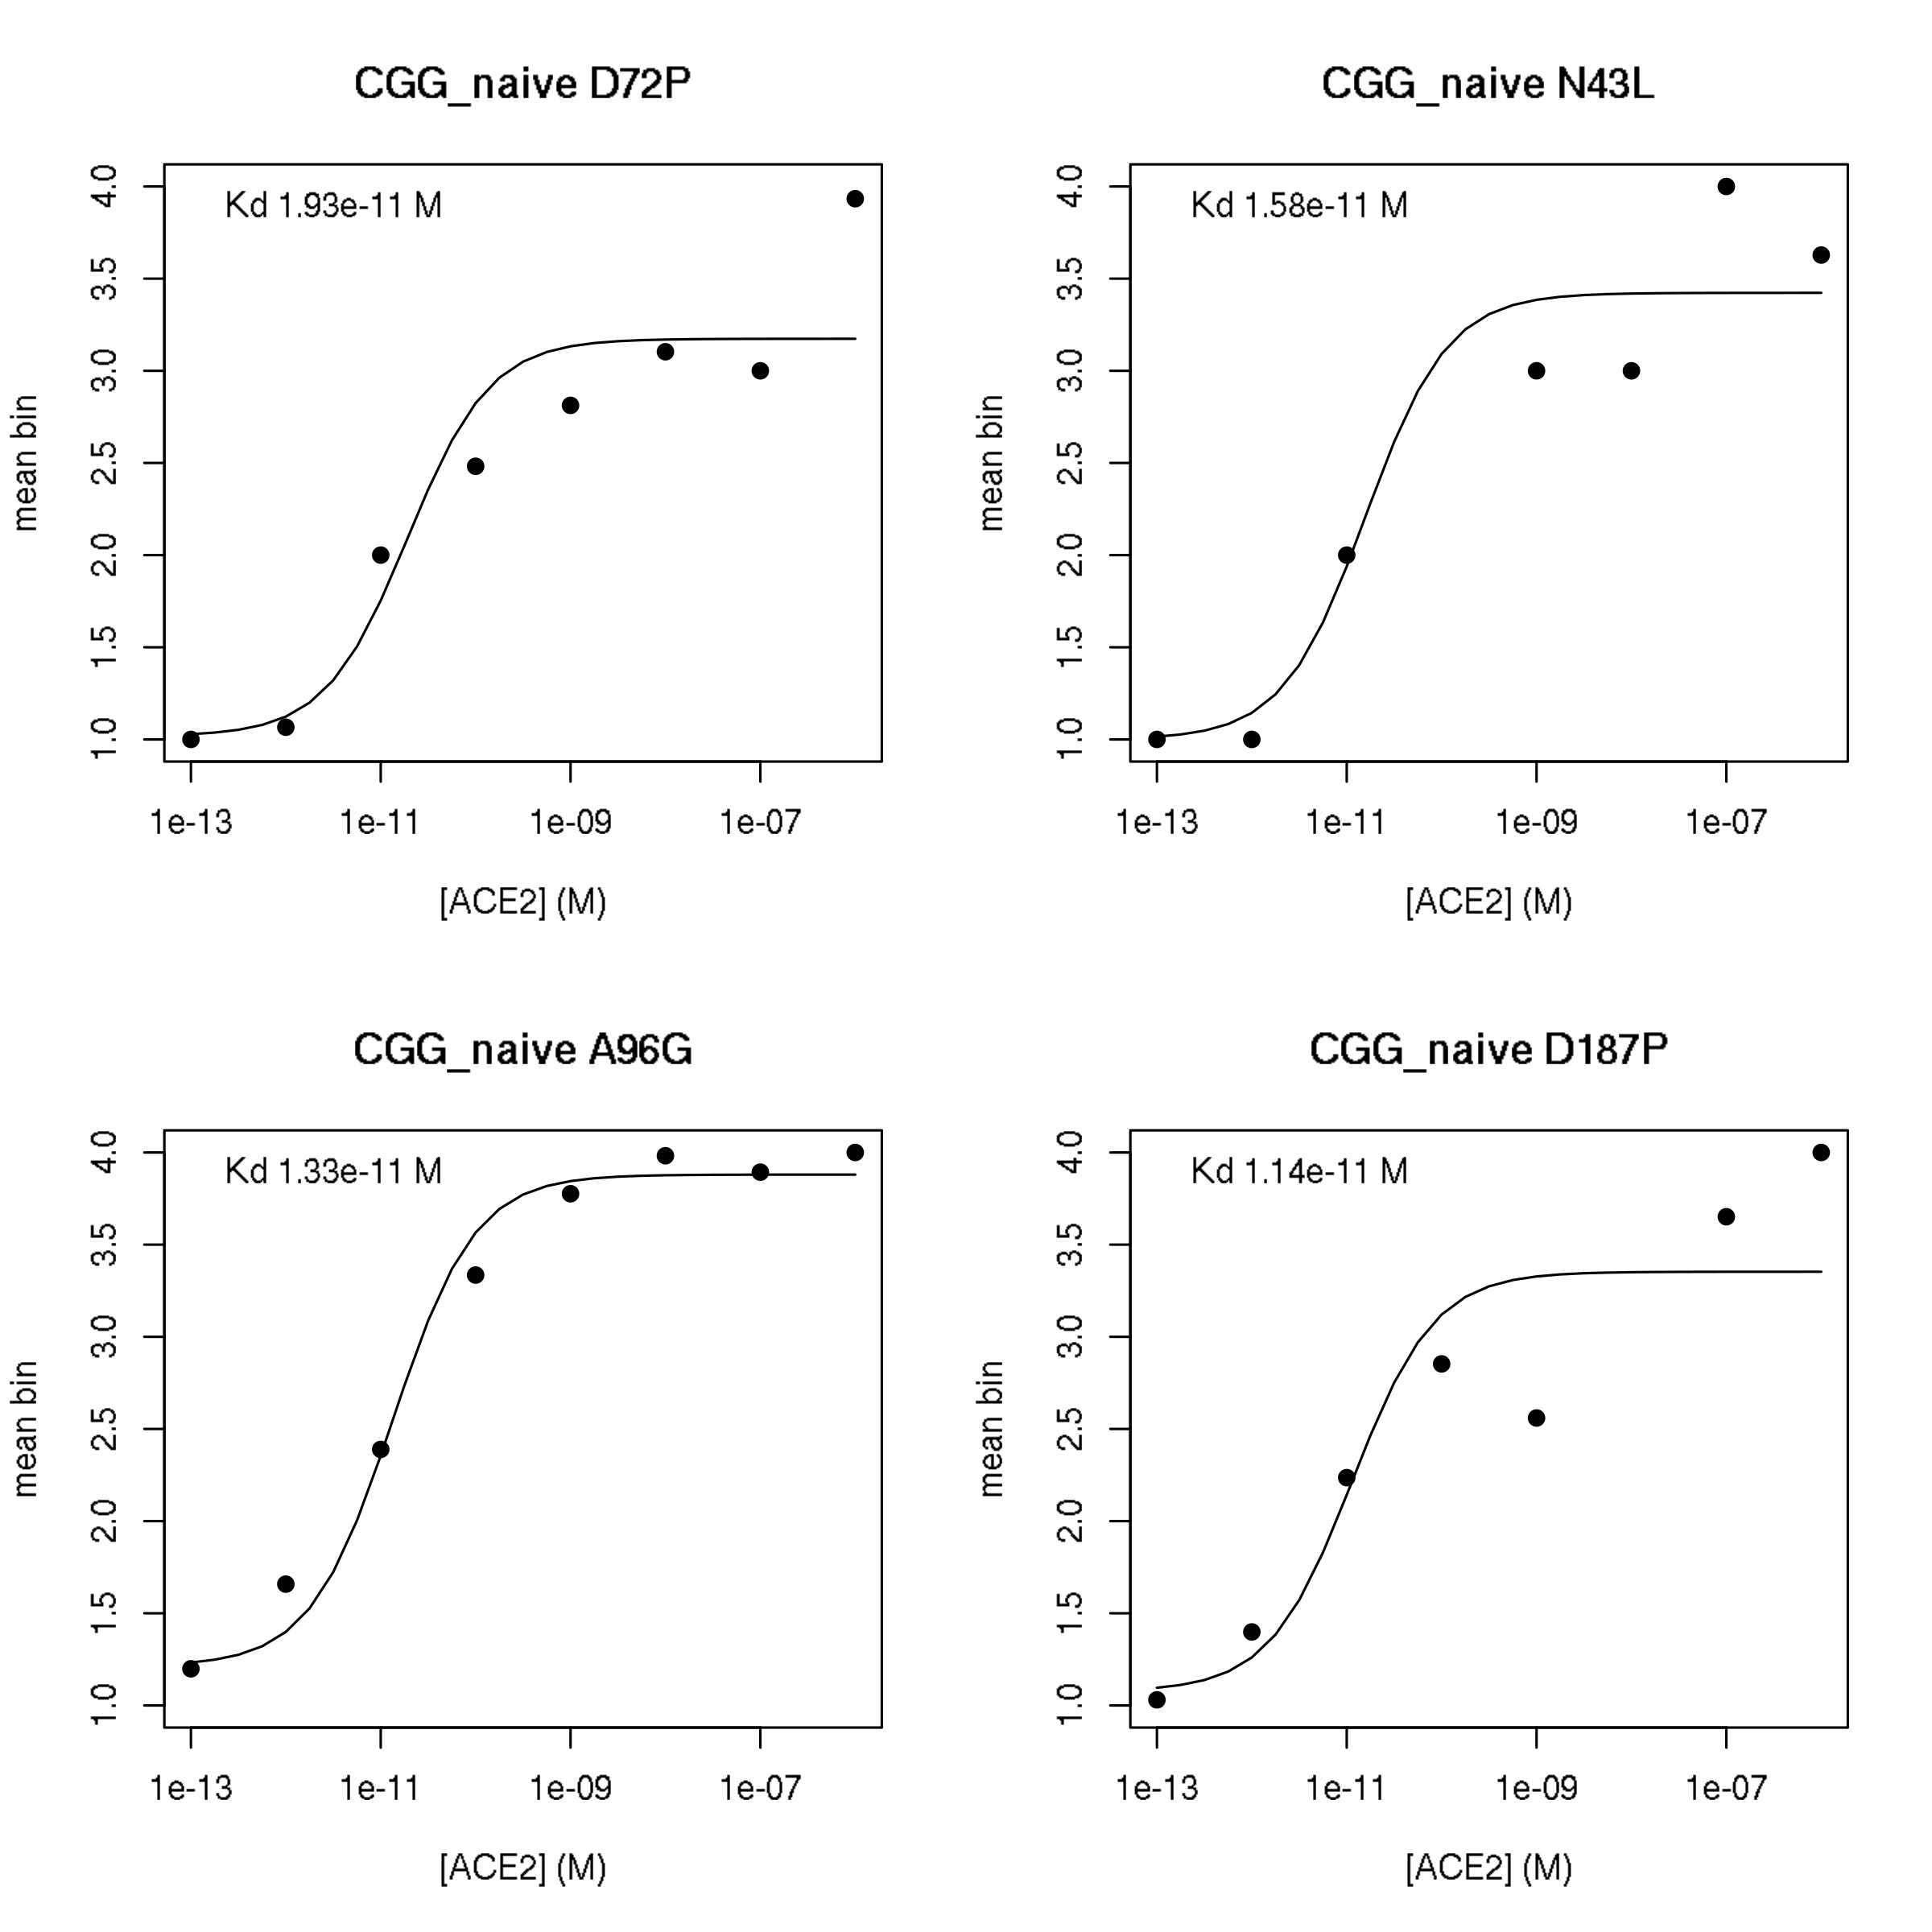 CGG_naive D72P
Kd 1.93e-11 M
mean bin
4.0
3.5
3.0
2.5
2.0
1.5
1.0
1e-13 1e-11 1e-09 1e-07
[ACE2] (M)
CGG_naive N43L
Kd 1.58e-11 M
mean bin
4.0
3.5
3.0
2.5
2.0
1.5
1.0
1e-13 1e-11 1e-09 1e-07
[ACE2] (M)
CGG_naive A96G
Kd 1.33e-11 M
mean bin
4.0
3.5
3.0
2.5
2.0
1.5
1.0
1e-13 1e-11 1e-09 1e-07
[ACE2] (M)
CGG_naive D187P
Kd 1.14e-11 M
mean bin
4.0
3.5
3.0
2.5
2.0
1.5
1.0
1e-13 1e-11 1e-09 1e-07
[ACE2] (M)